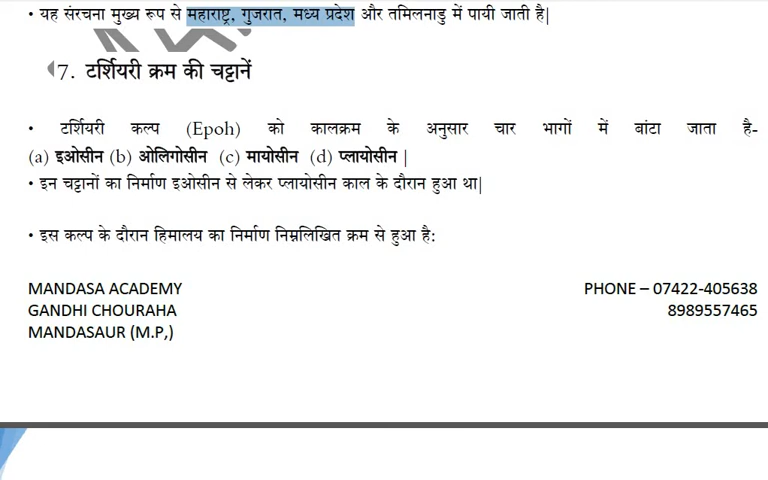 • यह संरचना मुख्य रूप से महाराष्ट्र, गुजरात, मध्य प्रदेश और तमिलनाडु में पायी जाती है|
7. टर्शियरी क्रम की चट्टानें
• टर्शियरी कल्प (Epoh) को कालक्रम के अनुसार चार भागों में बांटा जाता है-
(a) इओसीन (b) ओलिगोसीन (c) मायोसीन (d) प्लायोसीन |
• इन चट्टानों का निर्माण इओसीन से लेकर प्लायोसीन काल के दौरान हुआ था|
• इस कल्प के दौरान हिमालय का निर्माण निम्नलिखित क्रम से हुआ है:
MANDASA ACADEMY PHONE – 07422-405638
GANDHI CHOURAHA 8989557465
MANDASAUR (M.P,)